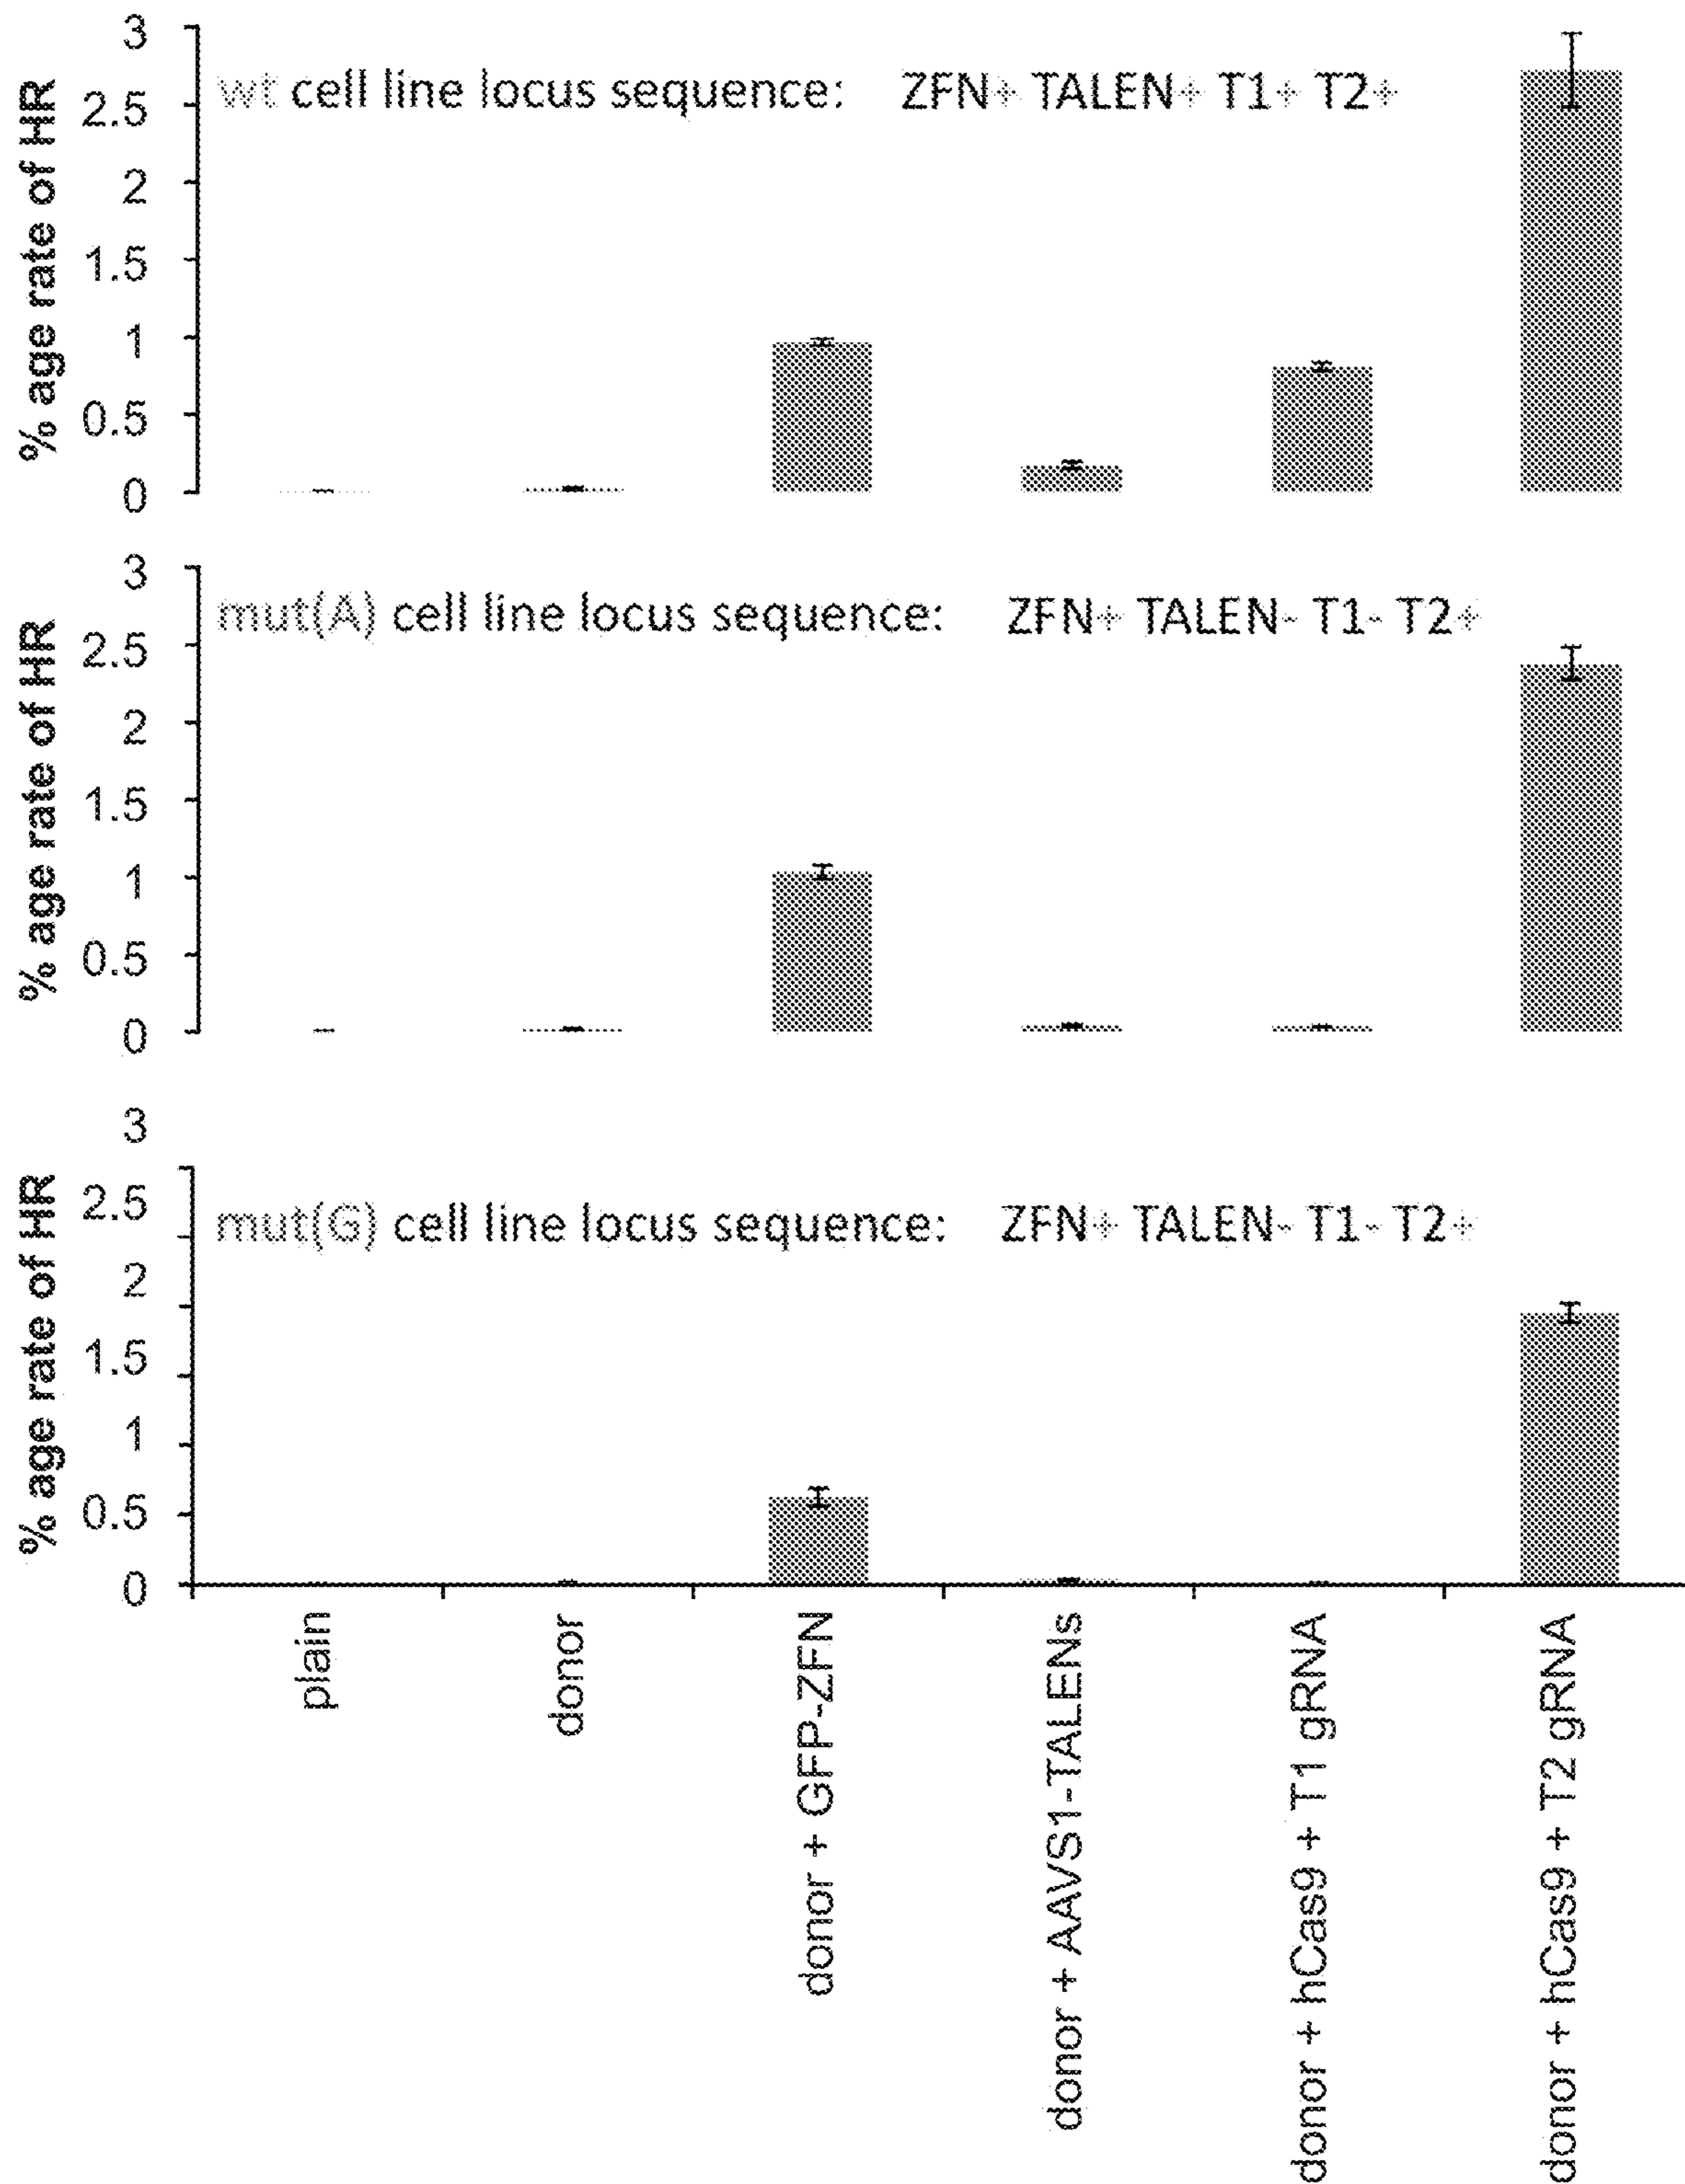 % age rate of HR
3
2.5
2
1.5
1
0.5
0
wt cell line locus sequence: ZFN+ TALEN+ T1+ T2+
% age rate of HR
3
2.5
2
1.5
1
0.5
0
mut(A) cell line locus sequence: ZFN+ TALEN- T1- T2+
% age rate of HR
3
2.5
2
1.5
1
0.5
0
mut(G) cell line locus sequence: ZFN+ TALEN- T1- T2+
plain
donor
donor + GFP-ZFN
donor + AAVS1-TALENs
donor + hCas9 + T1 gRNA
donor + hCas9 + T2 gRNA